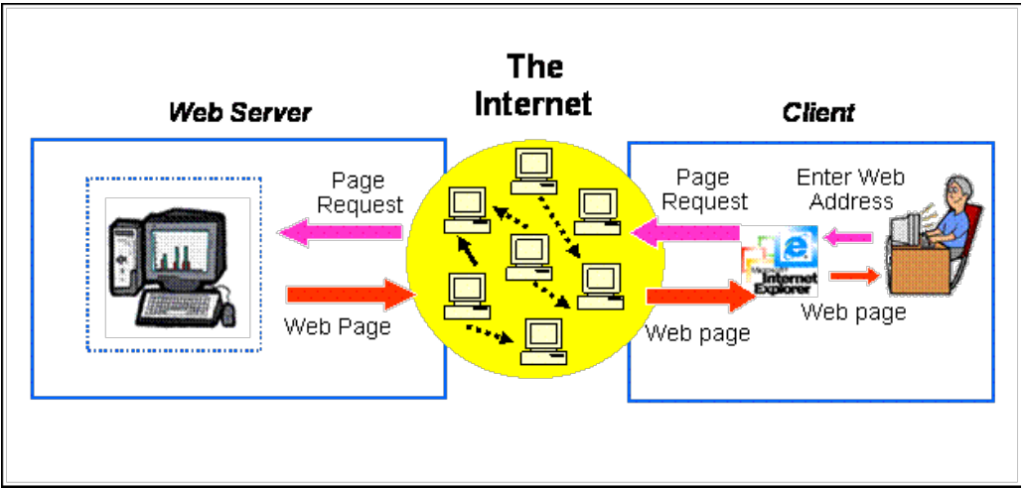 The
Internet
Web Server
Client
Page
Request
Page
Request
Enter Web
Address
Microsoft
Internet
Explorer
Web Page
Web page
Web page